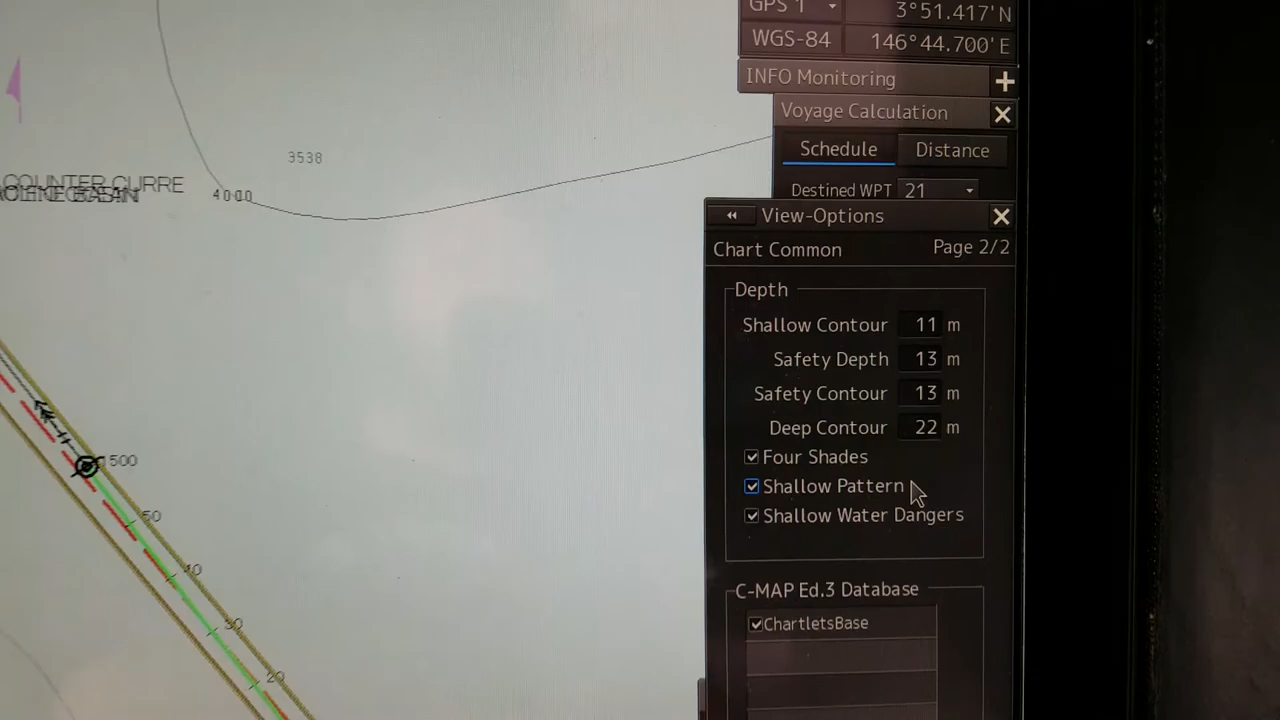 GPS 1 3°51.417'N
WGS-84 146°44.700'E
INFO Monitoring
Voyage Calculation
Schedule Distance
Destined WPT 21
View-Options
Chart Common Page 2/2
Depth
Shallow Contour 11 m
Safety Depth 13 m
Safety Contour 13 m
Deep Contour 22 m
Four Shades
Shallow Pattern
Shallow Water Dangers
C-MAP Ed.3 Database
ChartletsBase
3538
COUNTER CURRE
4000
500
50
40
30
20